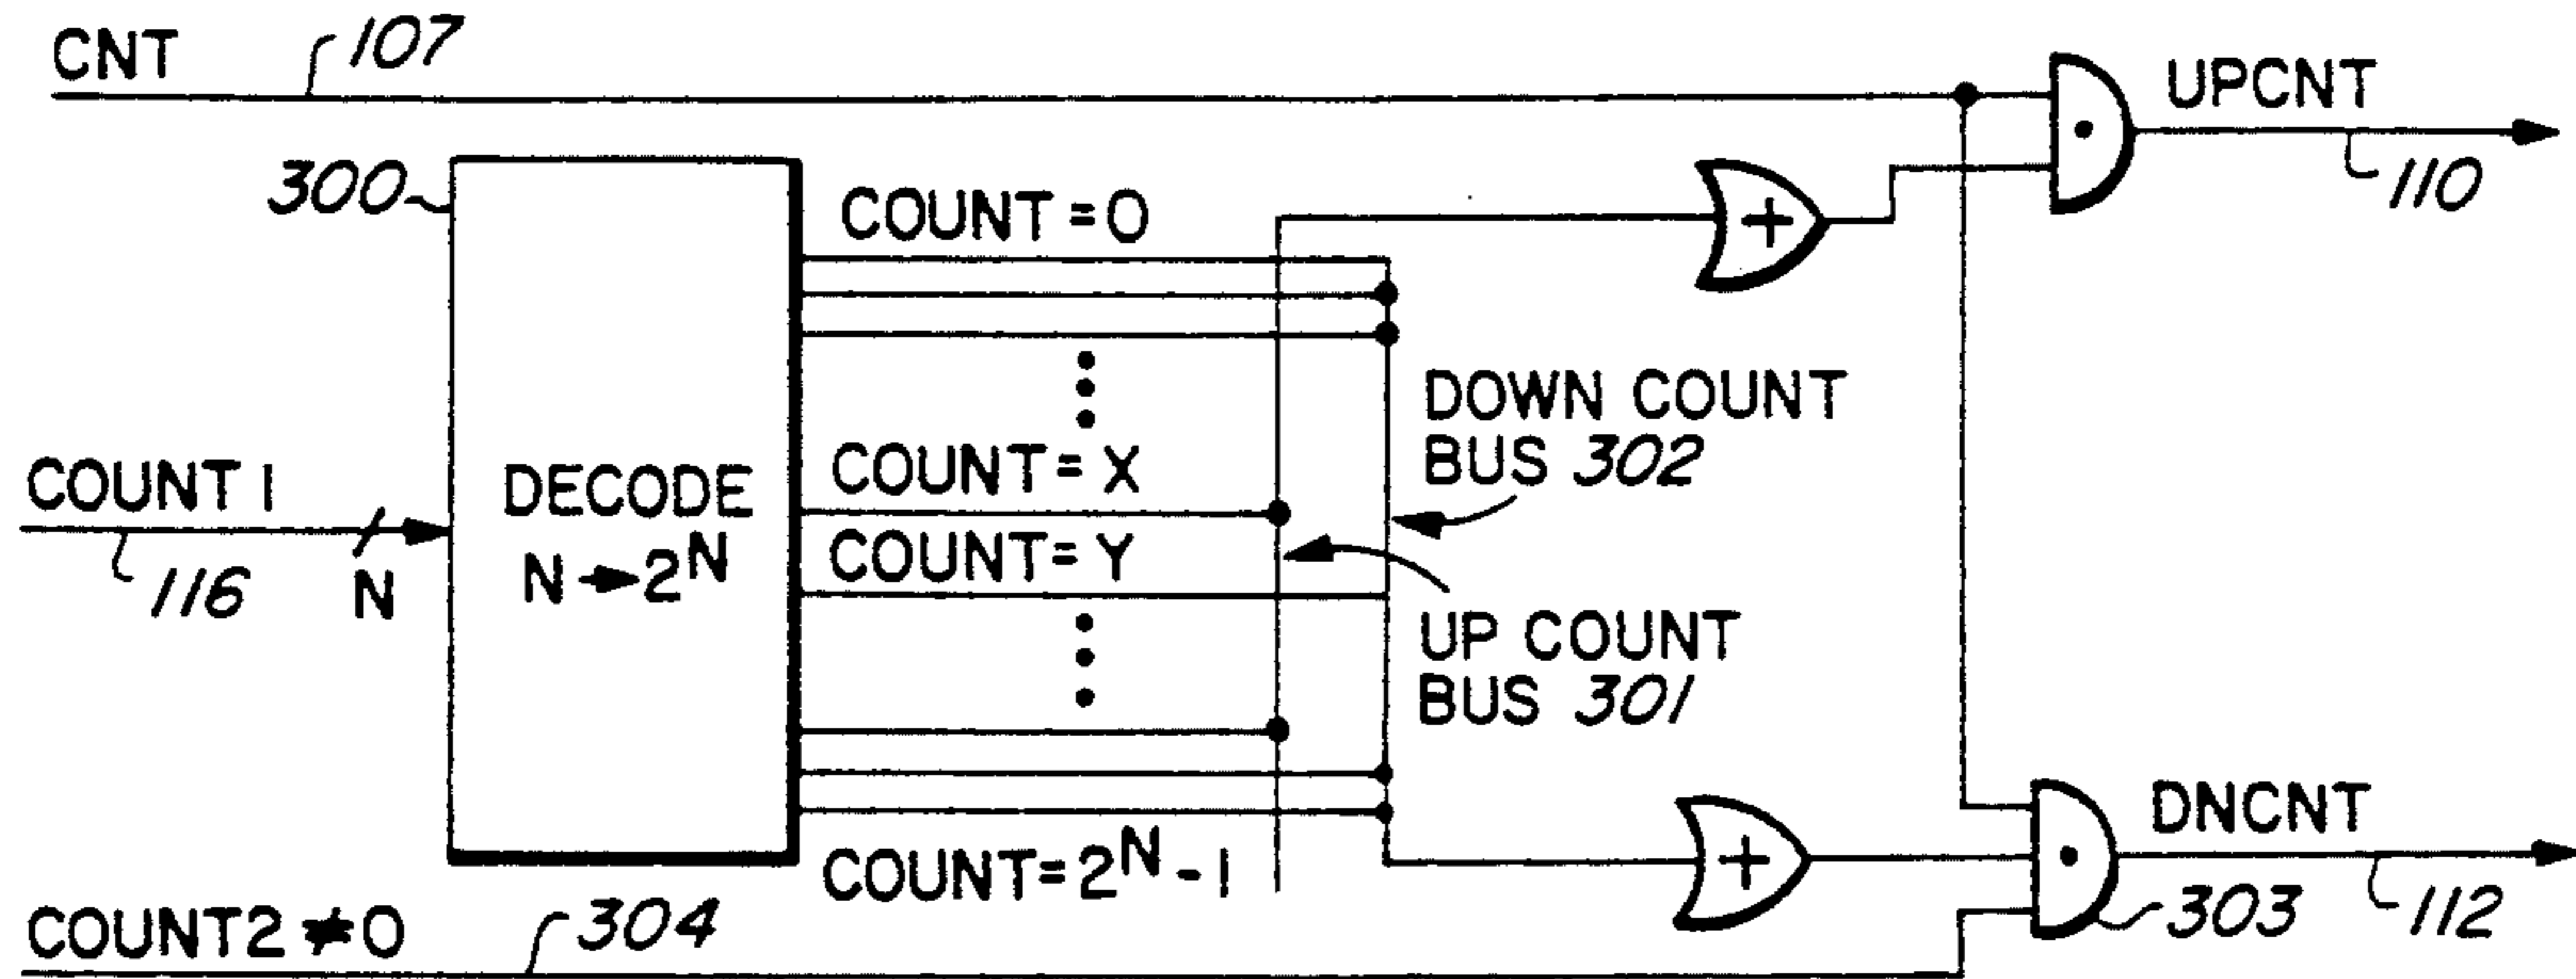 CNT
107
UPCNT
110
300
COUNT = 0
DOWN COUNT
BUS 302
COUNT = X
COUNT 1
116
N
DECODE
N → 2^N
COUNT = Y
UP COUNT
BUS 301
COUNT = 2^N - 1
DNCNT
112
303
COUNT2 ≠ 0
304
+
•
+
•